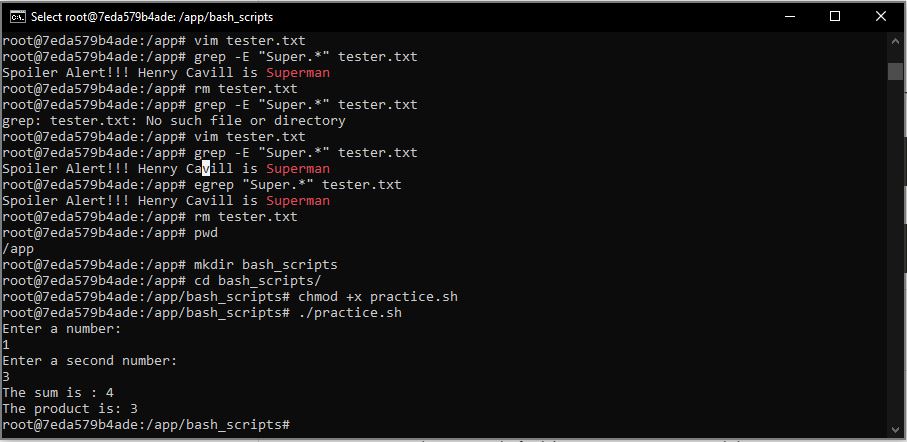 Select root@7eda579b4ade: /app/bash_scripts
root@7eda579b4ade:/app# vim tester.txt
root@7eda579b4ade:/app# grep -E "Super.*" tester.txt
Spoiler Alert!!! Henry Cavill is Superman
root@7eda579b4ade:/app# rm tester.txt
root@7eda579b4ade:/app# grep -E "Super.*" tester.txt
grep: tester.txt: No such file or directory
root@7eda579b4ade:/app# vim tester.txt
root@7eda579b4ade:/app# grep -E "Super.*" tester.txt
Spoiler Alert!!! Henry Cavill is Superman
root@7eda579b4ade:/app# egrep "Super.*" tester.txt
Spoiler Alert!!! Henry Cavill is Superman
root@7eda579b4ade:/app# rm tester.txt
root@7eda579b4ade:/app# pwd
/app
root@7eda579b4ade:/app# mkdir bash_scripts
root@7eda579b4ade:/app# cd bash_scripts/
root@7eda579b4ade:/app/bash_scripts# chmod +x practice.sh
root@7eda579b4ade:/app/bash_scripts# ./practice.sh
Enter a number:
1
Enter a second number:
3
The sum is : 4
The product is: 3
root@7eda579b4ade:/app/bash_scripts#